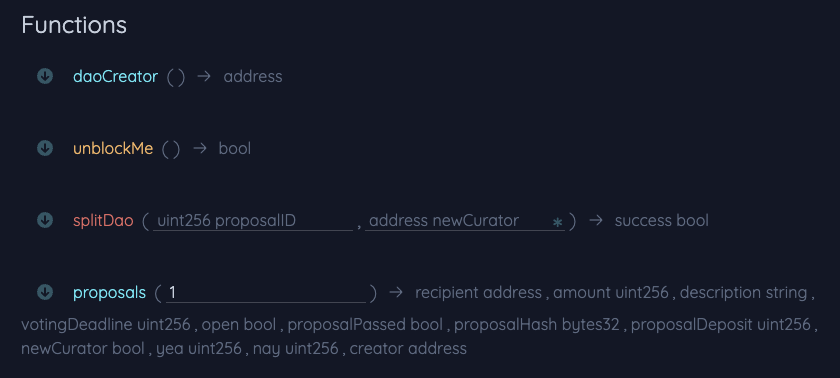 Functions
daoCreator ( ) → address
unblockMe ( ) → bool
splitDao ( uint256 proposalID , address newCurator * ) → success bool
proposals ( 1 ) → recipient address , amount uint256 , description string ,
votingDeadline uint256 , open bool , proposalPassed bool , proposalHash bytes32 , proposalDeposit uint256 ,
newCurator bool , yea uint256 , nay uint256 , creator address